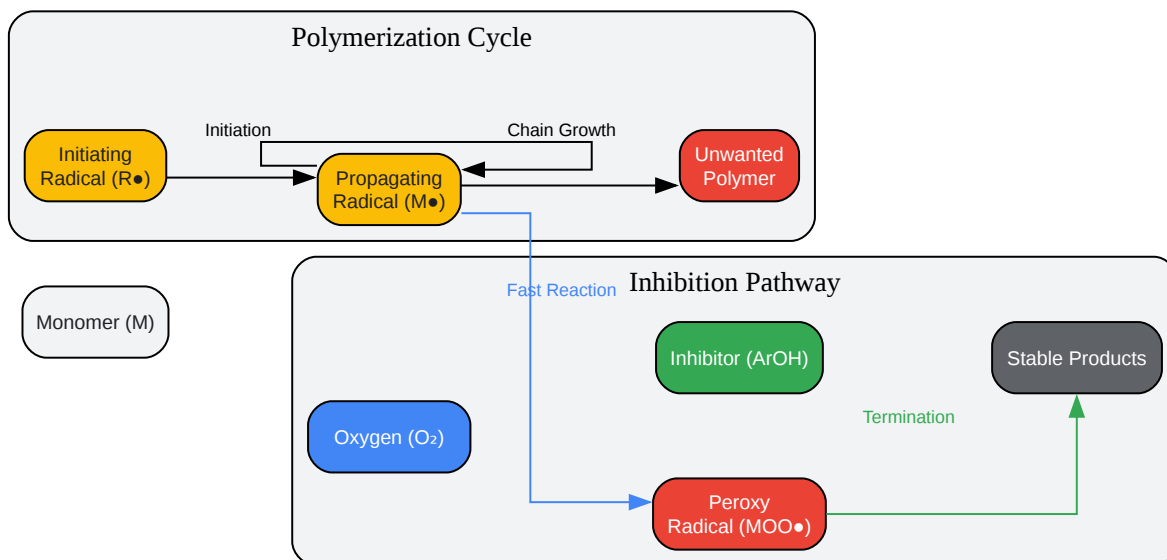 Polymerization Cycle
Initiation
Chain Growth
Initiating
Radical (R●)
Propagating
Radical (M●)
Unwanted
Polymer
Inhibition Pathway
Fast Reaction
Monomer (M)
Inhibitor (ArOH)
Stable Products
Termination
Oxygen (O₂)
Peroxy
Radical (MOO●)